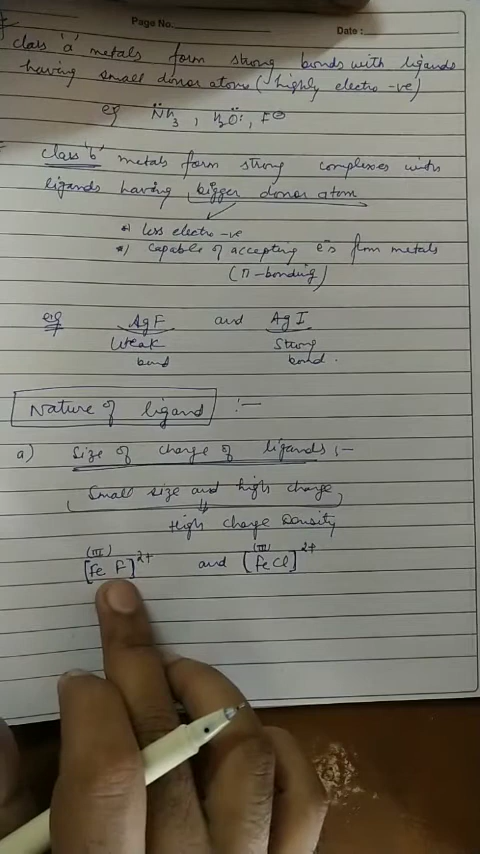 Page No.
Date :
class 'a' metals form strong bonds with ligands
having small donor atom (highly electro -ve)
eg N̈H₃ , H₂Ö: , F⊖
class 'b' metals form strong complexes with
ligands having bigger donor atom
*) less electro -ve
*) capable of accepting e⁻s from metals
(π-bonding)
eg AgF and AgI
Weak Strong
bond bond.
Nature of ligand :-
a) Size of charge of ligands :-
Small size and high charge
⇓
High Charge Density
(III) (III)
[Fe F]²⁺ and [FeCl]²⁺